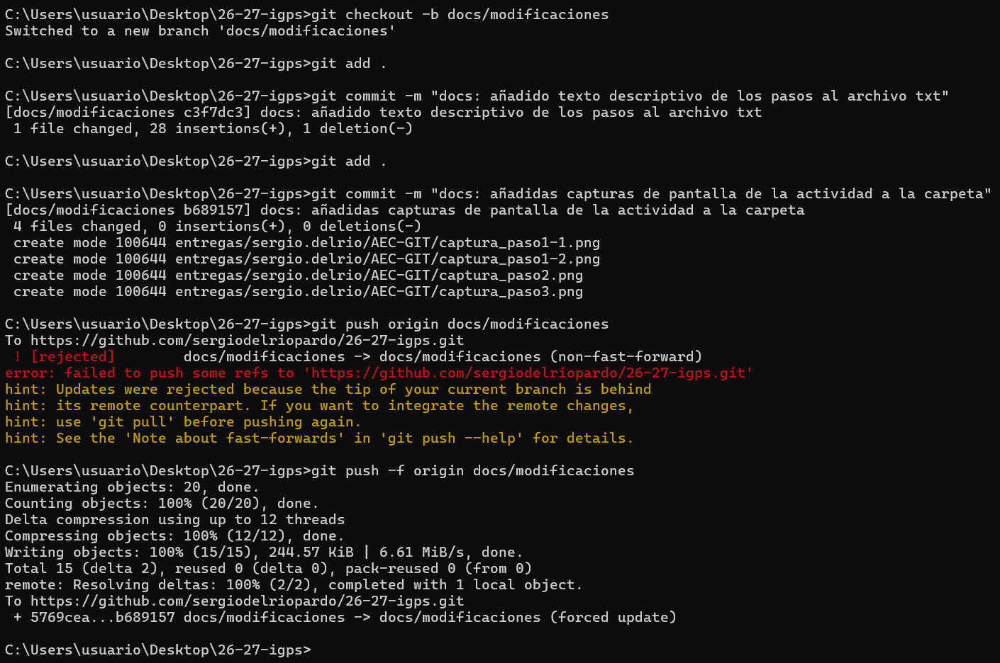 C:\Users\usuario\Desktop\26-27-igps>git checkout -b docs/modificaciones
Switched to a new branch 'docs/modificaciones'
C:\Users\usuario\Desktop\26-27-igps>git add .
C:\Users\usuario\Desktop\26-27-igps>git commit -m "docs: añadido texto descriptivo de los pasos al archivo txt"
[docs/modificaciones c3f7dc3] docs: añadido texto descriptivo de los pasos al archivo txt
 1 file changed, 28 insertions(+), 1 deletion(-)
C:\Users\usuario\Desktop\26-27-igps>git add .
C:\Users\usuario\Desktop\26-27-igps>git commit -m "docs: añadidas capturas de pantalla de la actividad a la carpeta"
[docs/modificaciones b689157] docs: añadidas capturas de pantalla de la actividad a la carpeta
 4 files changed, 0 insertions(+), 0 deletions(-)
 create mode 100644 entregas/sergio.delrio/AEC-GIT/captura_paso1-1.png
 create mode 100644 entregas/sergio.delrio/AEC-GIT/captura_paso1-2.png
 create mode 100644 entregas/sergio.delrio/AEC-GIT/captura_paso2.png
 create mode 100644 entregas/sergio.delrio/AEC-GIT/captura_paso3.png
C:\Users\usuario\Desktop\26-27-igps>git push origin docs/modificaciones
To https://github.com/sergiodelriopardo/26-27-igps.git
 ! [rejected]        docs/modificaciones -> docs/modificaciones (non-fast-forward)
error: failed to push some refs to 'https://github.com/sergiodelriopardo/26-27-igps.git'
hint: Updates were rejected because the tip of your current branch is behind
hint: its remote counterpart. If you want to integrate the remote changes,
hint: use 'git pull' before pushing again.
hint: See the 'Note about fast-forwards' in 'git push --help' for details.
C:\Users\usuario\Desktop\26-27-igps>git push -f origin docs/modificaciones
Enumerating objects: 20, done.
Counting objects: 100% (20/20), done.
Delta compression using up to 12 threads
Compressing objects: 100% (12/12), done.
Writing objects: 100% (15/15), 244.57 KiB | 6.61 MiB/s, done.
Total 15 (delta 2), reused 0 (delta 0), pack-reused 0 (from 0)
remote: Resolving deltas: 100% (2/2), completed with 1 local object.
To https://github.com/sergiodelriopardo/26-27-igps.git
 + 5769cea...b689157 docs/modificaciones -> docs/modificaciones (forced update)
C:\Users\usuario\Desktop\26-27-igps>